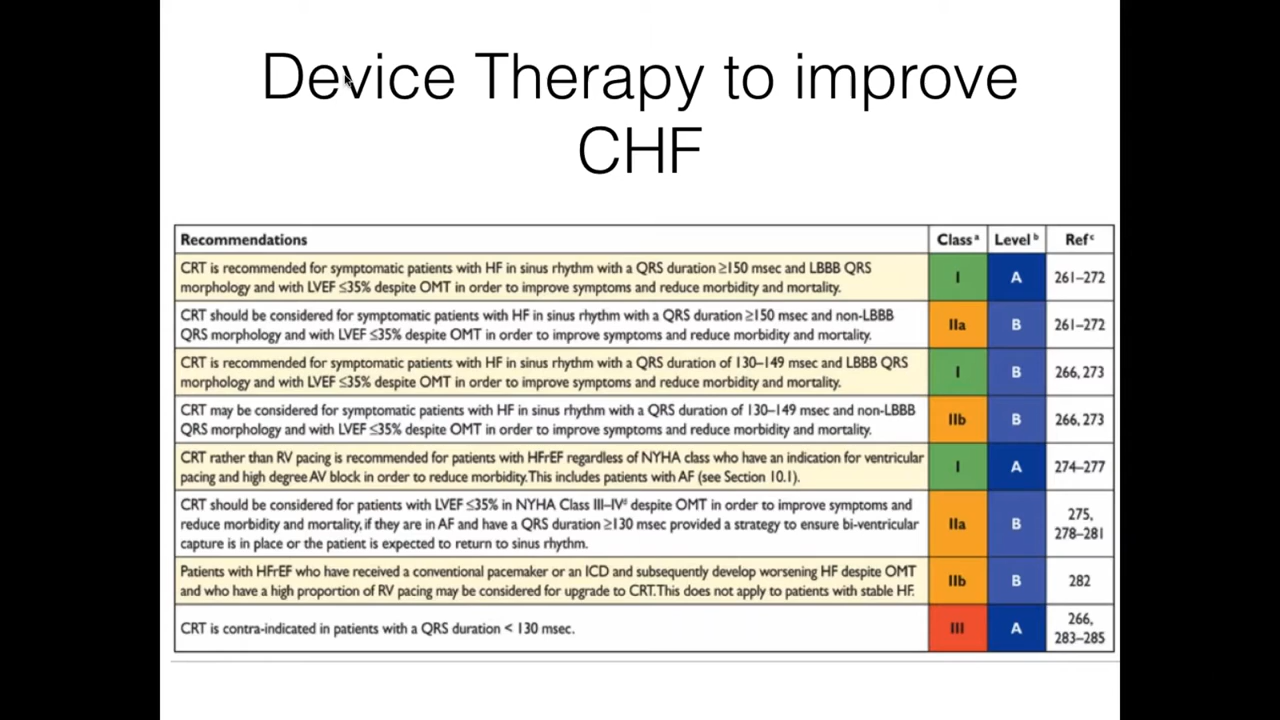 Device Therapy to improve
CHF
Recommendations Class ᵃ Level ᵇ Ref ᶜ
CRT is recommended for symptomatic patients with HF in sinus rhythm with a QRS duration ≥150 msec and LBBB QRS
morphology and with LVEF ≤35% despite OMT in order to improve symptoms and reduce morbidity and mortality.
I A 261–272
CRT should be considered for symptomatic patients with HF in sinus rhythm with a QRS duration ≥150 msec and non-LBBB
QRS morphology and with LVEF ≤35% despite OMT in order to improve symptoms and reduce morbidity and mortality.
IIa B 261–272
CRT is recommended for symptomatic patients with HF in sinus rhythm with a QRS duration of 130–149 msec and LBBB QRS
morphology and with LVEF ≤35% despite OMT in order to improve symptoms and reduce morbidity and mortality.
I B 266, 273
CRT may be considered for symptomatic patients with HF in sinus rhythm with a QRS duration of 130–149 msec and non-LBBB
QRS morphology and with LVEF ≤35% despite OMT in order to improve symptoms and reduce morbidity and mortality.
IIb B 266, 273
CRT rather than RV pacing is recommended for patients with HFrEF regardless of NYHA class who have an indication for ventricular
pacing and high degree AV block in order to reduce morbidity. This includes patients with AF (see Section 10.1).
I A 274–277
CRT should be considered for patients with LVEF ≤35% in NYHA Class III–IVᵈ despite OMT in order to improve symptoms and
reduce morbidity and mortality, if they are in AF and have a QRS duration ≥130 msec provided a strategy to ensure bi-ventricular
capture is in place or the patient is expected to return to sinus rhythm.
IIa B 275,
278–281
Patients with HFrEF who have received a conventional pacemaker or an ICD and subsequently develop worsening HF despite OMT
and who have a high proportion of RV pacing may be considered for upgrade to CRT. This does not apply to patients with stable HF.
IIb B 282
CRT is contra-indicated in patients with a QRS duration < 130 msec.
III A 266,
283–285